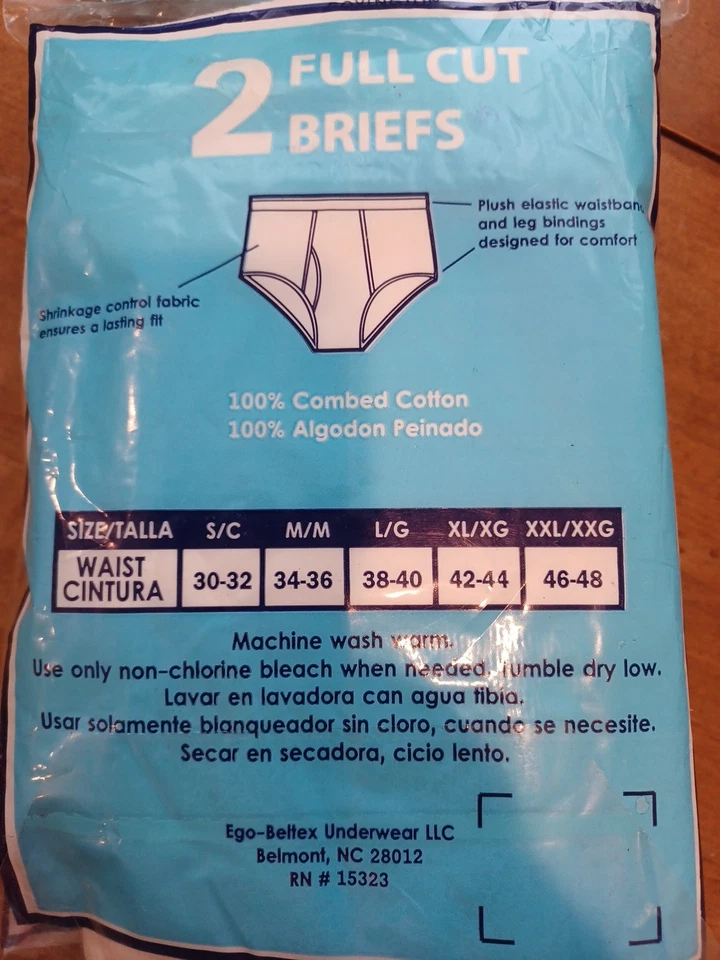 2 FULL CUT
BRIEFS
Plush elastic waistban
and leg bindings
designed for comfort
Shrinkage control fabric
ensures a lasting fit
100% Combed Cotton
100% Algodon Peinado
SIZE/TALLA S/C M/M L/G XL/XG XXL/XXG
WAIST
CINTURA 30-32 34-36 38-40 42-44 46-48
Machine wash warm.
Use only non-chlorine bleach when needed. Tumble dry low.
Lavar en lavadora can agua tibia.
Usar solamente blanqueador sin cloro, cuando se necesite.
Secar en secadora, cicio lento.
Ego-Beltex Underwear LLC
Belmont, NC 28012
RN # 15323